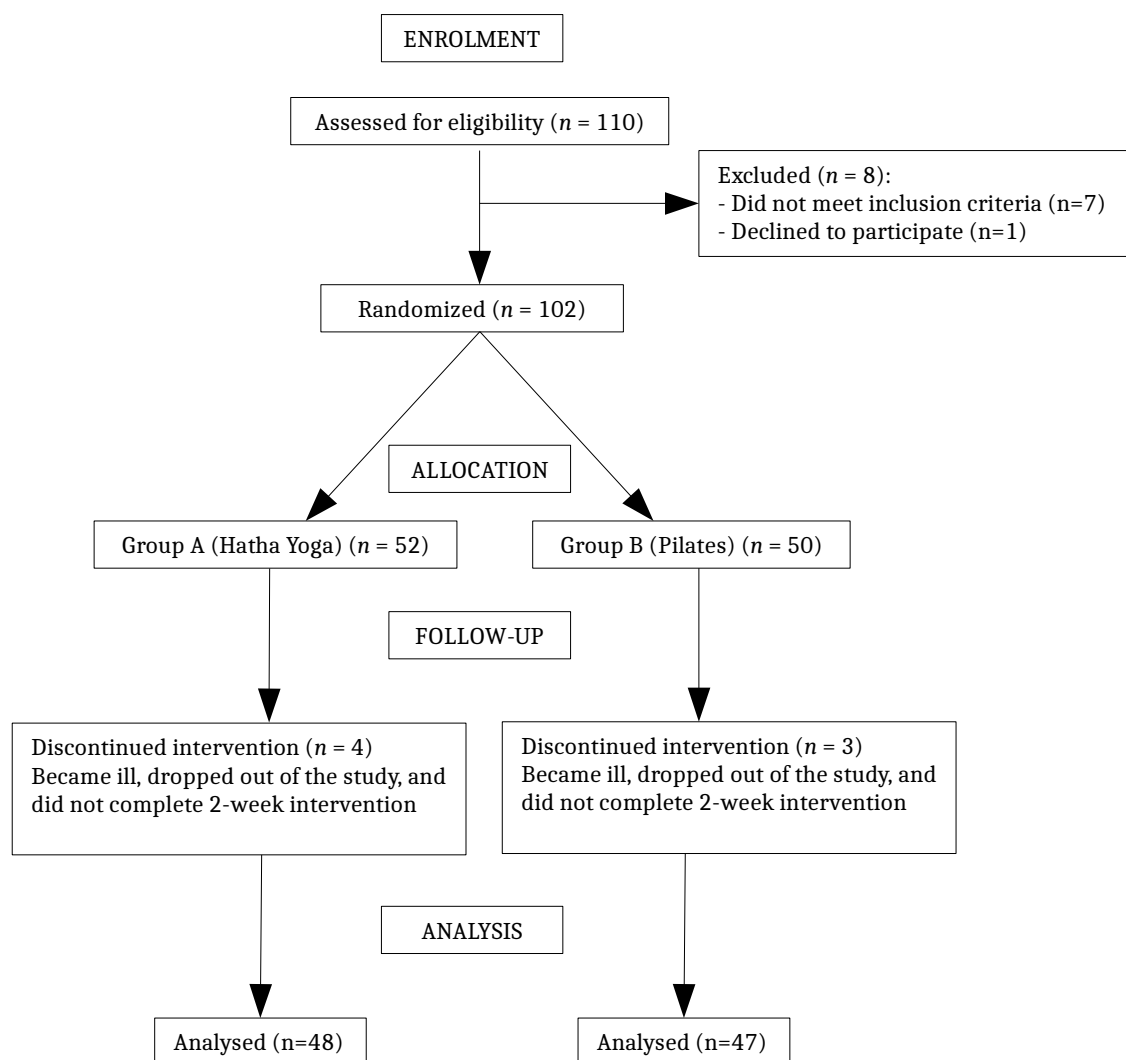 ENROLMENT
Assessed for eligibility (n = 110)
Excluded (n = 8):
- Did not meet inclusion criteria (n=7)
- Declined to participate (n=1)
Randomized (n = 102)
ALLOCATION
Group A (Hatha Yoga) (n = 52)
Group B (Pilates) (n = 50)
FOLLOW-UP
Discontinued intervention (n = 4)
Became ill, dropped out of the study, and
did not complete 2-week intervention
Discontinued intervention (n = 3)
Became ill, dropped out of the study, and
did not complete 2-week intervention
ANALYSIS
Analysed (n=48)
Analysed (n=47)